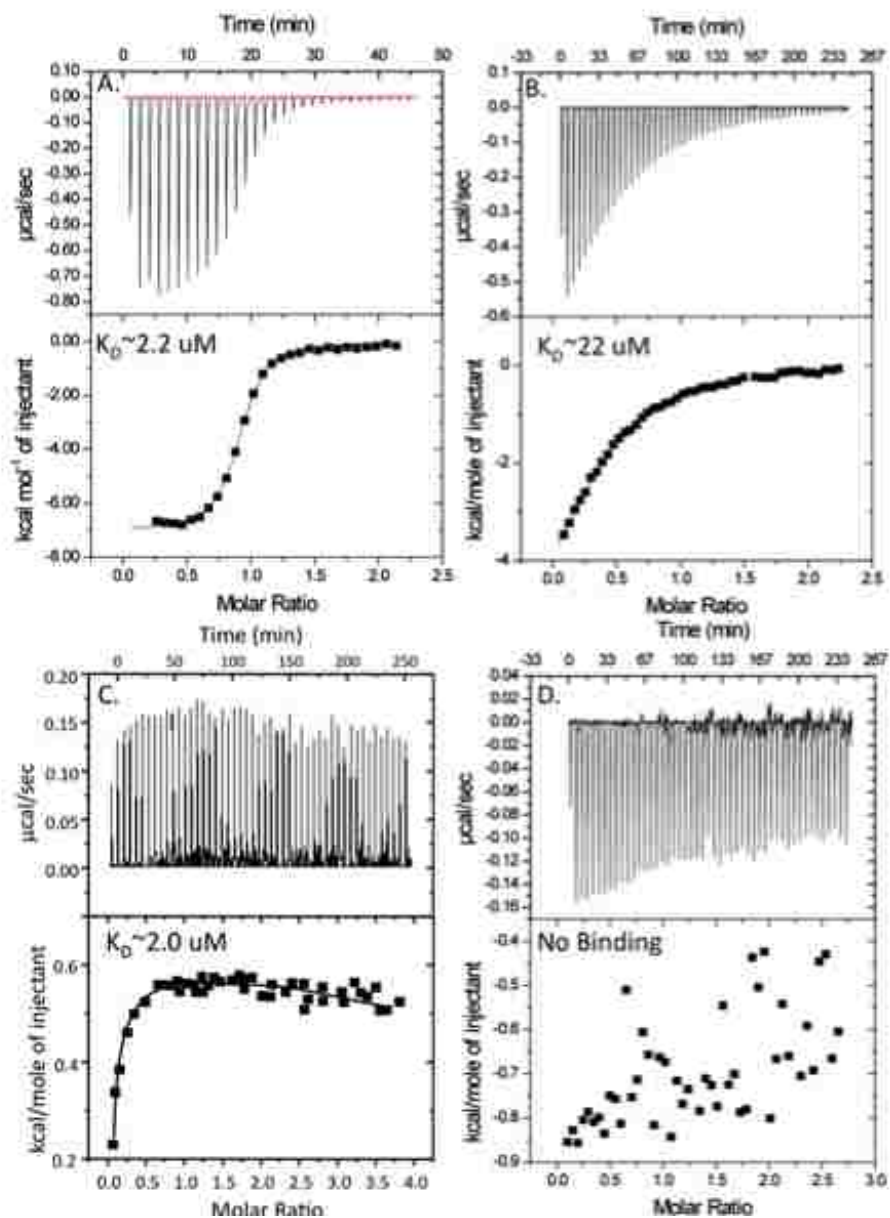 Time (min)
0 10 20 30 40 50
0.10
0.00
-0.10
-0.20
-0.30
-0.40
-0.50
-0.60
-0.70
-0.80
µcal/sec
A.
0.00
-2.00
-4.00
-6.00
-8.00
kcal mol⁻¹ of injectant
K_D~2.2 uM
0.0 0.5 1.0 1.5 2.0 2.5
Molar Ratio
Time (min)
-33 0 33 67 100 133 167 200 233 267
0.1
0.0
-0.1
-0.2
-0.3
-0.4
-0.5
-0.6
µcal/sec
B.
0
-2
-4
kcal/mole of injectant
K_D~22 uM
0.0 0.5 1.0 1.5 2.0 2.5
Molar Ratio
Time (min)
0 50 100 150 200 250
0.20
0.15
0.10
0.05
0.00
µcal/sec
C.
0.6
0.4
0.2
kcal/mole of injectant
K_D~2.0 uM
0.0 0.5 1.0 1.5 2.0 2.5 3.0 3.5 4.0
Molar Ratio
Time (min)
-33 0 33 67 100 133 167 200 233 267
0.04
0.02
0.00
-0.02
-0.04
-0.06
-0.08
-0.10
-0.12
-0.14
-0.16
µcal/sec
D.
-0.4
-0.5
-0.6
-0.7
-0.8
-0.9
kcal/mole of injectant
No Binding
0.0 0.5 1.0 1.5 2.0 2.5 3.0
Molar Ratio